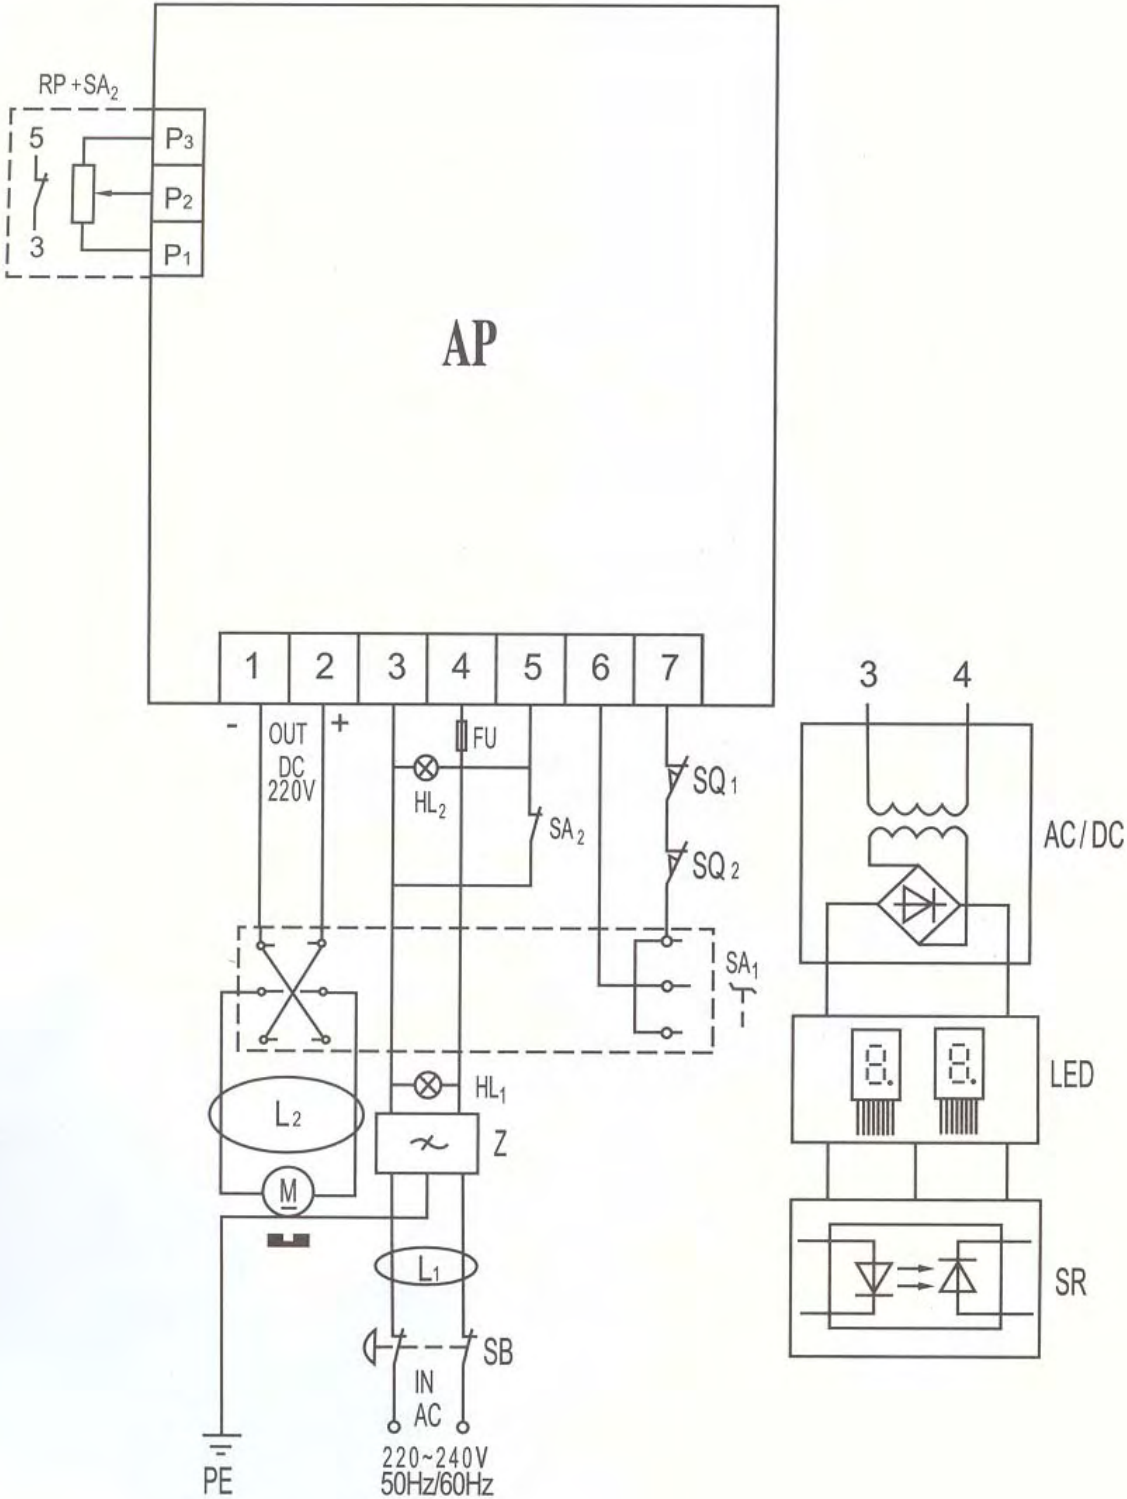 RP+SA2
5
3
P3
P2
P1
AP
1 2 3 4 5 6 7
- OUT +
DC
220V
FU
HL2
SA2
SQ1
SQ2
SA1
HL1
L2
Z
M
L1
SB
IN
AC
220~240V
50Hz/60Hz
PE
3 4
AC/DC
8. 8.
LED
SR